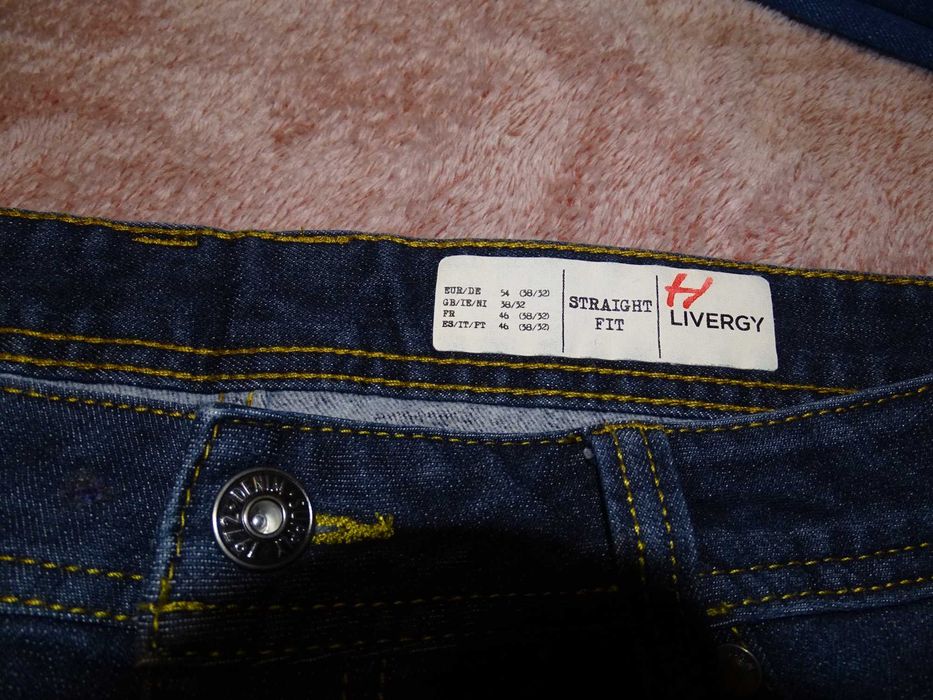 EUR/DE 54 (38/32)
GB/IE/NI 38/32
FR 46 (38/32)
ES/IT/PT 46 (38/32)
STRAIGHT
FIT
H
LIVERGY
DENIM